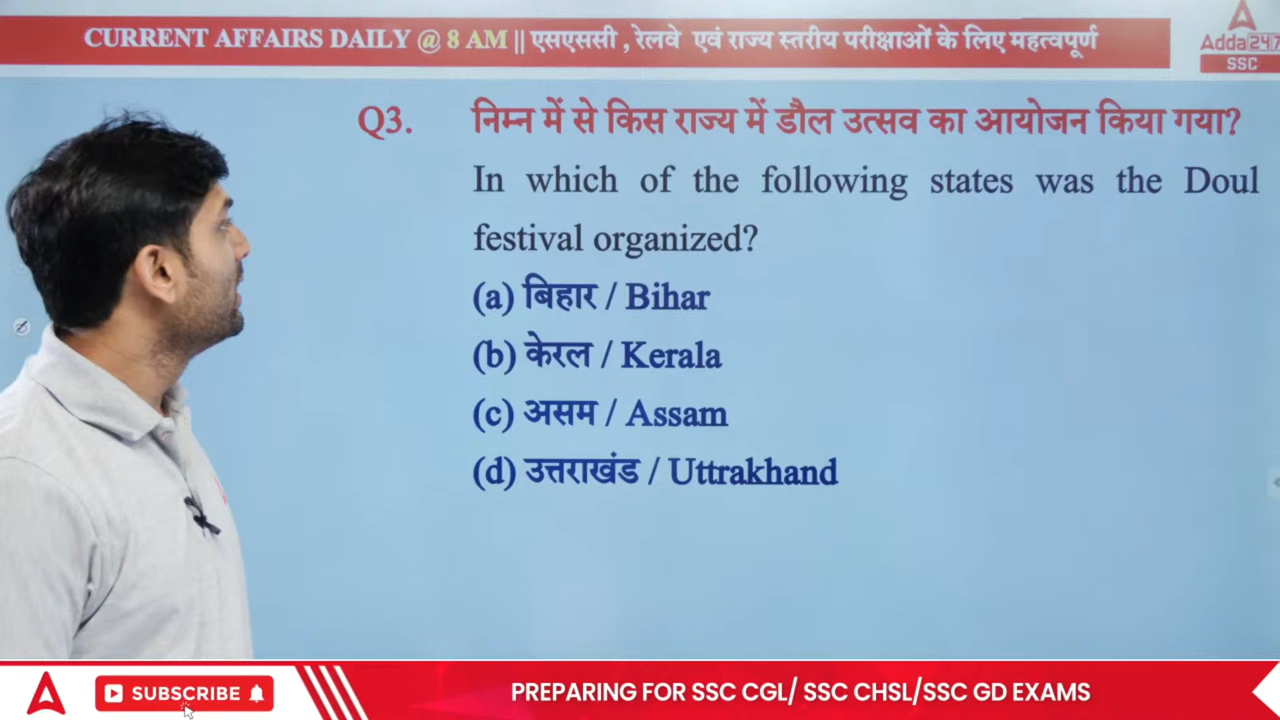 CURRENT AFFAIRS DAILY @ 8 AM || एसएससी , रेलवे एवं राज्य स्तरीय परीक्षाओं के लिए महत्वपूर्ण
Adda 247
SSC
Q3. निम्न में से किस राज्य में डौल उत्सव का आयोजन किया गया?
In which of the following states was the Doul
festival organized?
(a) बिहार / Bihar
(b) केरल / Kerala
(c) असम / Assam
(d) उत्तराखंड / Uttrakhand
SUBSCRIBE
PREPARING FOR SSC CGL/ SSC CHSL/SSC GD EXAMS